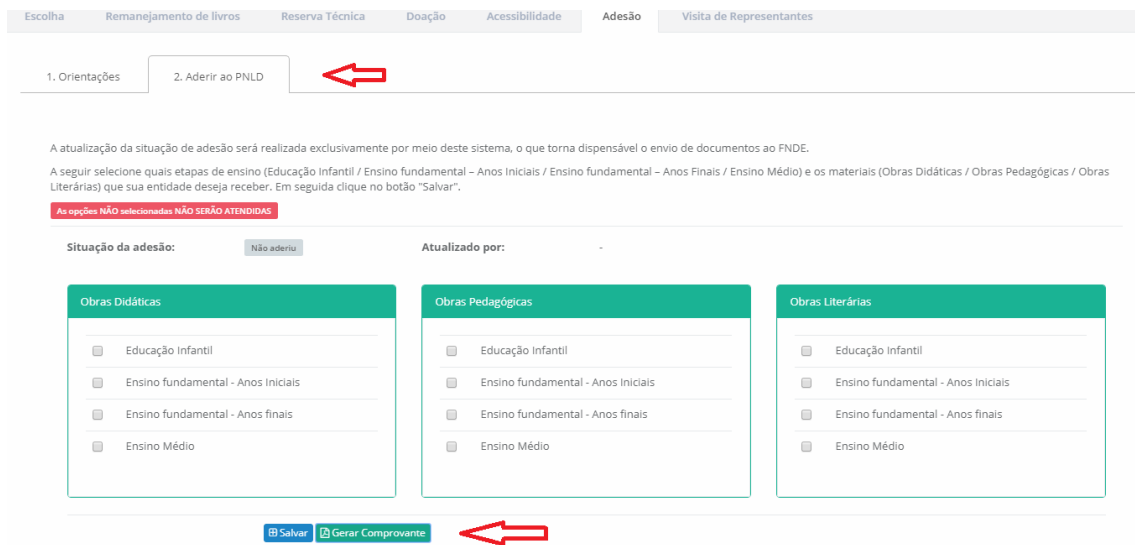 Escolha Remanejamento de livros Reserva Técnica Doação Acessibilidade Adesão Visita de Representantes
1. Orientações 2. Aderir ao PNLD
A atualização da situação de adesão será realizada exclusivamente por meio deste sistema, o que torna dispensável o envio de documentos ao FNDE.
A seguir selecione quais etapas de ensino (Educação Infantil / Ensino fundamental – Anos Iniciais / Ensino fundamental – Anos Finais / Ensino Médio) e os materiais (Obras Didáticas / Obras Pedagógicas / Obras
Literárias) que sua entidade deseja receber. Em seguida clique no botão "Salvar".
As opções NÃO selecionadas NÃO SERÃO ATENDIDAS
Situação da adesão: Não aderiu Atualizado por: -
Obras Didáticas Obras Pedagógicas Obras Literárias
Educação Infantil Educação Infantil Educação Infantil
Ensino fundamental - Anos Iniciais Ensino fundamental - Anos Iniciais Ensino fundamental - Anos Iniciais
Ensino fundamental - Anos finais Ensino fundamental - Anos finais Ensino fundamental - Anos finais
Ensino Médio Ensino Médio Ensino Médio
Salvar Gerar Comprovante